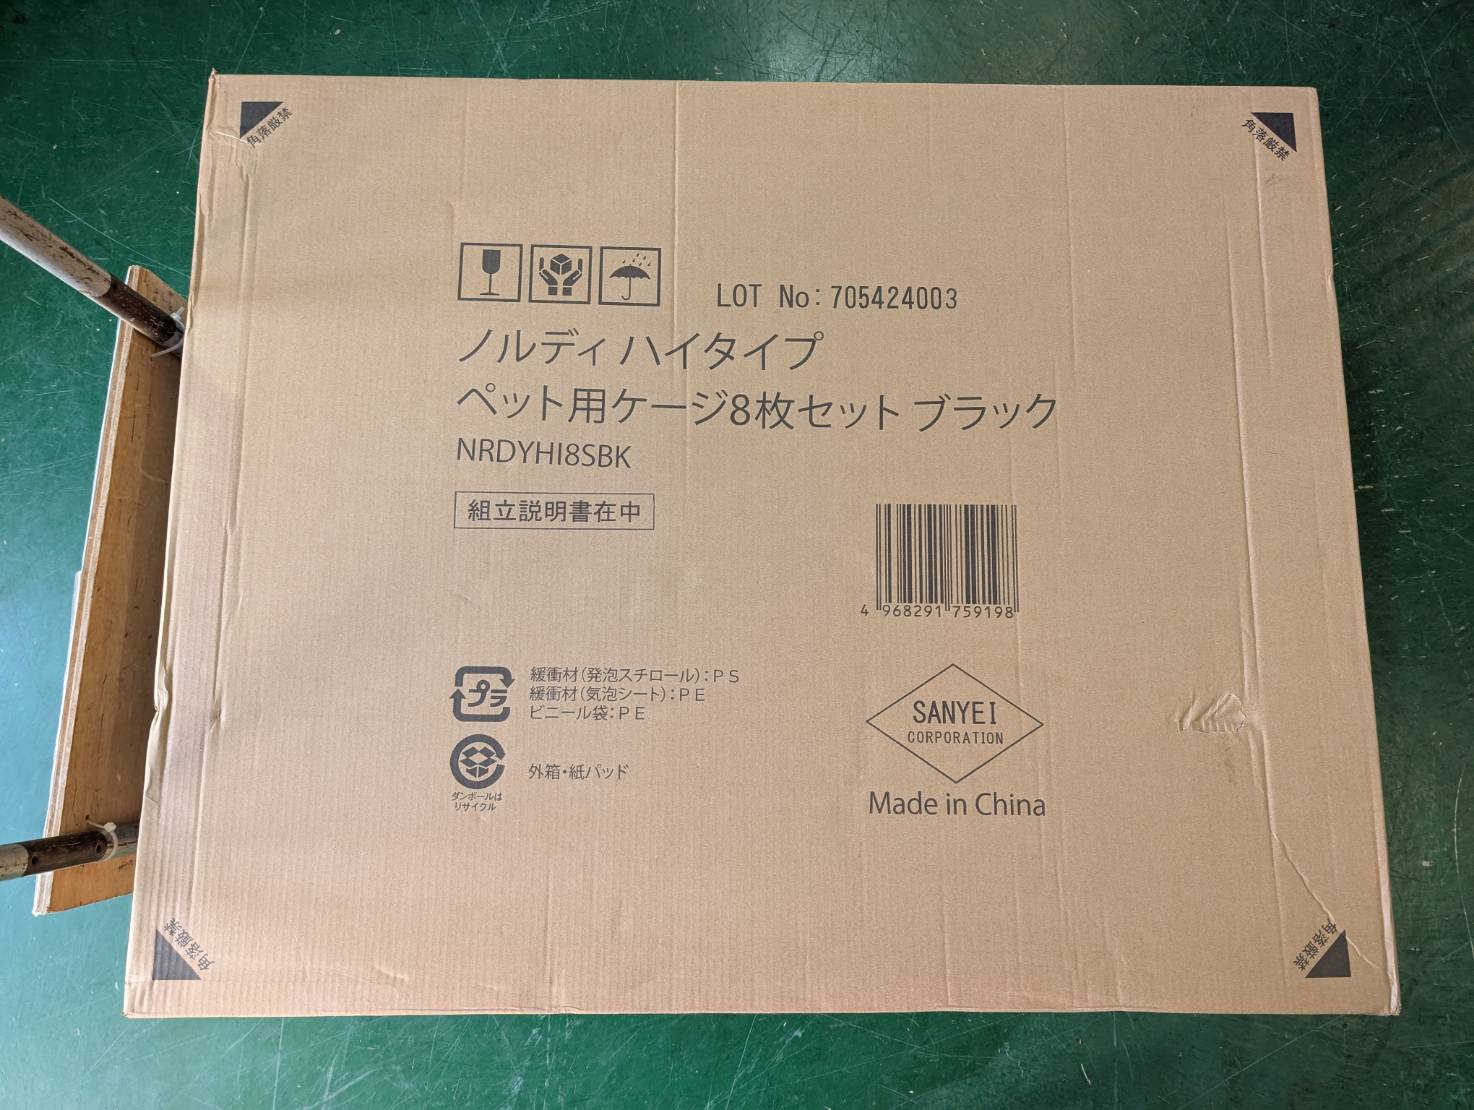 角落厳禁
角落厳禁
LOT No:705424003
ノルディ ハイタイプ
ペット用ケージ8枚セット ブラック
NRDYHI8SBK
組立説明書在中
4 968291 759198
プラ
緩衝材(発泡スチロール):PS
緩衝材(気泡シート):PE
ビニール袋:PE
外箱・紙パッド
ダンボールは
リサイクル
SANYEI
CORPORATION
Made in China
角落厳禁
角落厳禁